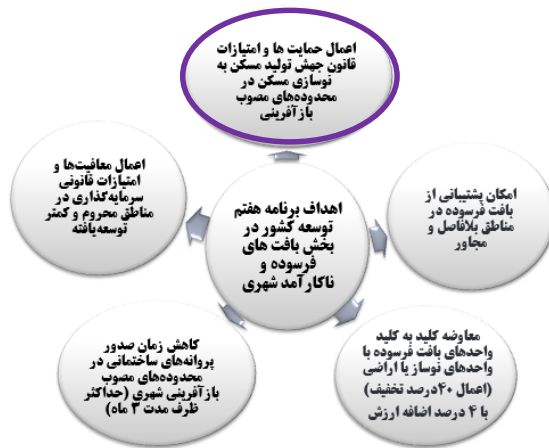 اعمال حمایت ها و امتیازات
قانون جهش تولید مسکن به
نوسازی مسکن در
محدوده‌های مصوب
بازآفرینی
اعمال معافیت‌ها و
امتیازات قانونی
سرمایه‌گذاری در
مناطق محروم و کمتر
توسعه‌یافته
اهداف برنامه هفتم
توسعه کشور در
بخش بافت های
فرسوده و
ناکارآمد شهری
امکان پشتیبانی از
بافت فرسوده در
مناطق بلافاصل و
مجاور
کاهش زمان صدور
پروانه‌های ساختمانی در
محدوده‌های مصوب
بازآفرینی شهری (حداکثر
ظرف مدت ۳ ماه)
معاوضه کلید به کلید
واحدهای بافت فرسوده با
واحدهای نوساز یا اراضی
(اعمال ۴۰درصد تخفیف)
با ۴ درصد اضافه ارزش